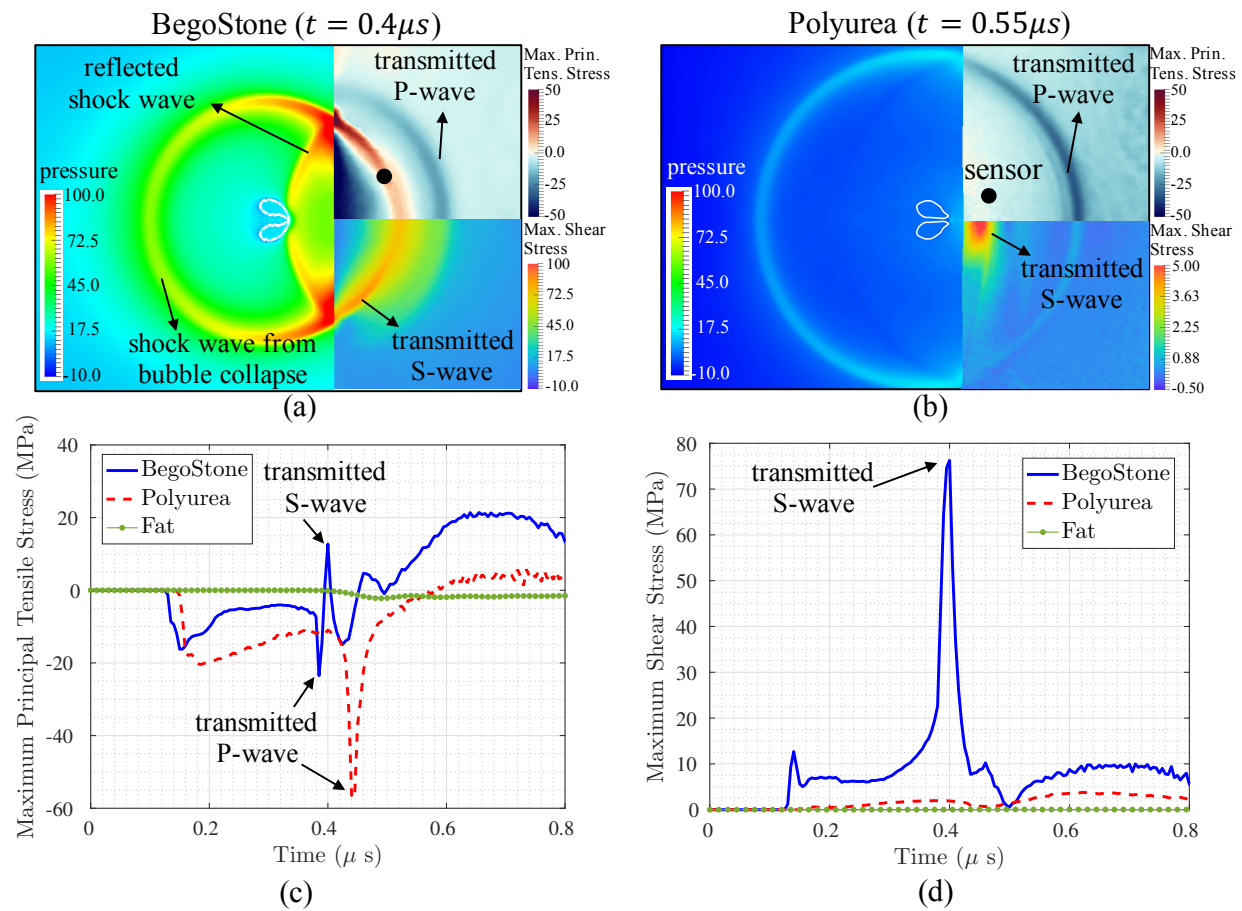 BegoStone (t = 0.4μs)
reflected
shock wave
transmitted
P-wave
Max. Prin.
Tens. Stress
50
25
0
-25
-50
pressure
100.0
72.5
45.0
17.5
-10.0
Max. Shear
Stress
100
72.5
45.0
17.5
-10.0
shock wave from
bubble collapse
transmitted
S-wave
(a)
Polyurea (t = 0.55μs)
transmitted
P-wave
Max. Prin.
Tens. Stress
50
25
0
-25
-50
sensor
pressure
100.0
72.5
45.0
17.5
-10.0
Max. Shear
Stress
5.00
3.63
2.25
0.88
-0.50
transmitted
S-wave
(b)
Maximum Principal Tensile Stress (MPa)
40
20
0
-20
-40
-60
BegoStone
Polyurea
Fat
transmitted
S-wave
transmitted
P-wave
0
0.2
0.4
0.6
0.8
Time (μ s)
(c)
Maximum Shear Stress (MPa)
80
70
60
50
40
30
20
10
0
transmitted
S-wave
BegoStone
Polyurea
Fat
0
0.2
0.4
0.6
0.8
Time (μ s)
(d)